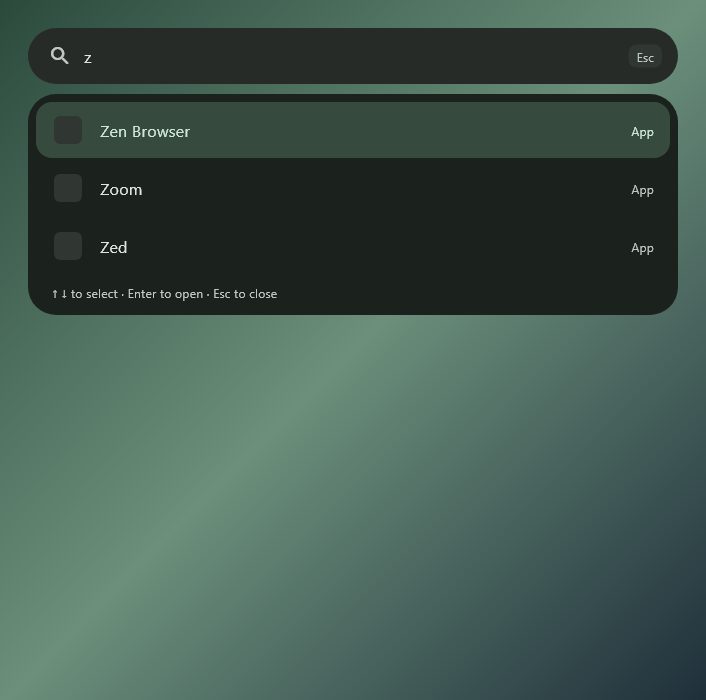 z
Esc
Zen Browser App
Zoom App
Zed App
↑↓ to select · Enter to open · Esc to close